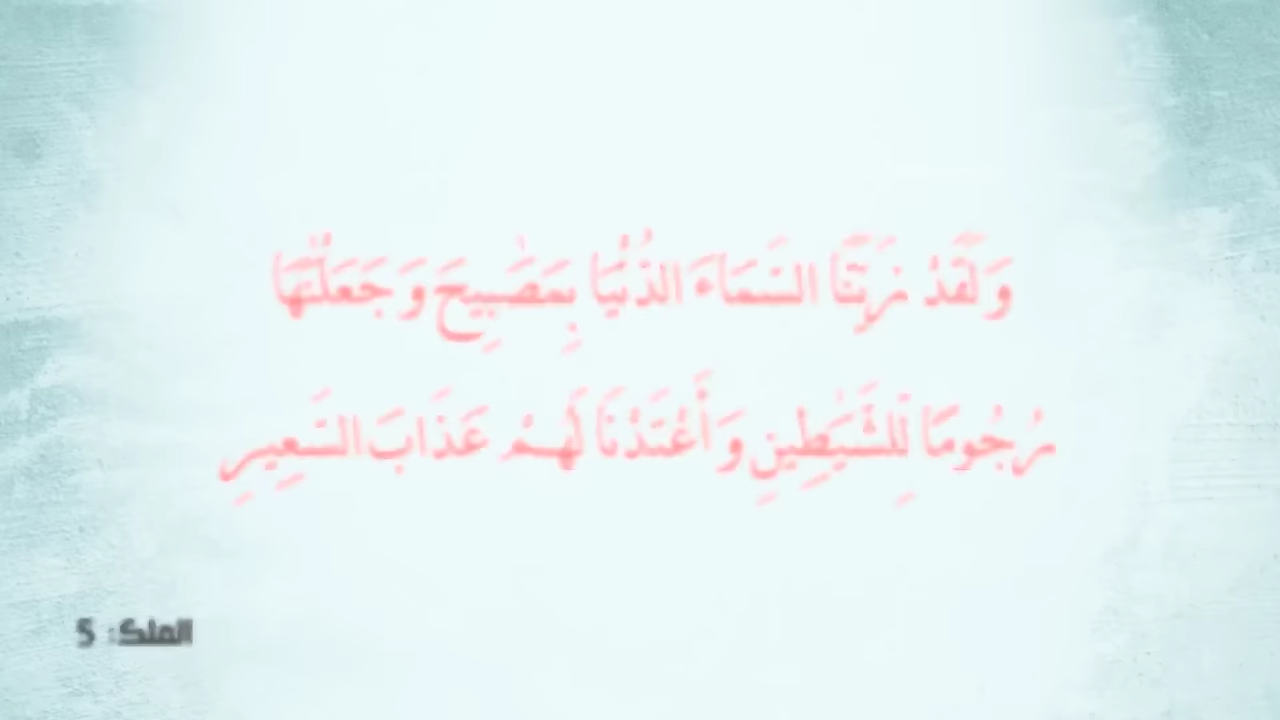 وَلَقَدْ زَيَّنَّا السَّمَاءَ الدُّنْيَا بِمَصَٰبِيحَ وَجَعَلْنَٰهَا
رُجُومًا لِّلشَّيَٰطِينِ وَأَعْتَدْنَا لَهُمْ عَذَابَ السَّعِيرِ
الملك: 5